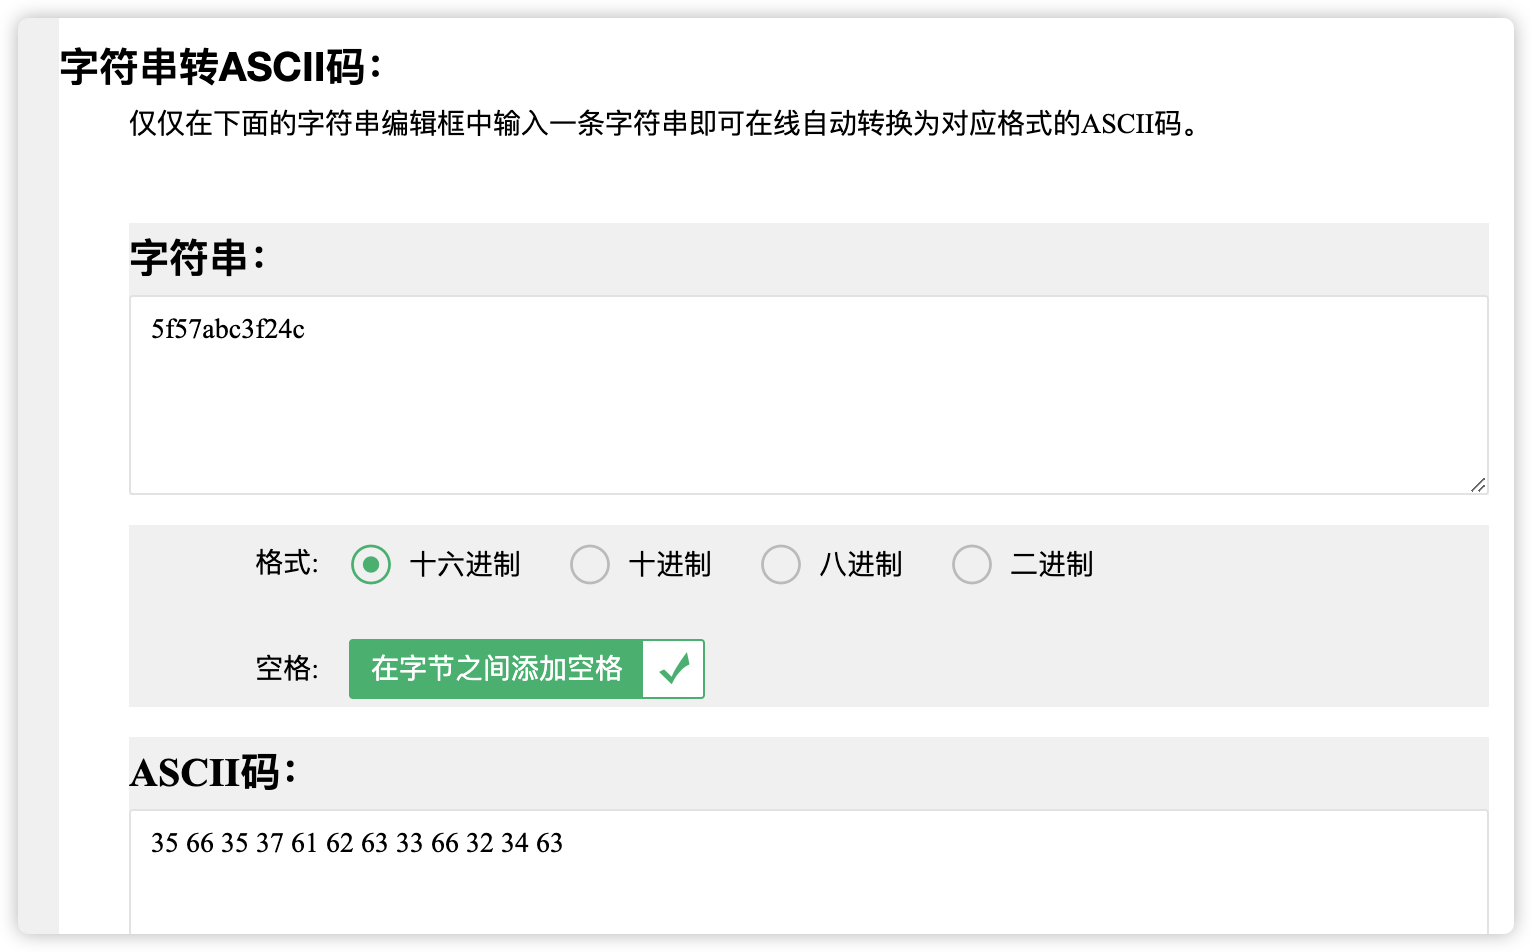 字符串转ASCII码：
仅仅在下面的字符串编辑框中输入一条字符串即可在线自动转换为对应格式的ASCII码。
字符串：
5f57abc3f24c
格式: 十六进制 十进制 八进制 二进制
空格: 在字节之间添加空格
ASCII码：
35 66 35 37 61 62 63 33 66 32 34 63